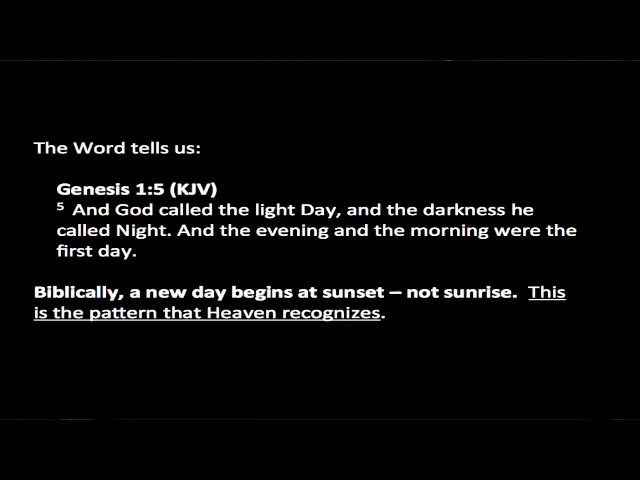 The Word tells us:
Genesis 1:5 (KJV)
5 And God called the light Day, and the darkness he
called Night. And the evening and the morning were the
first day.
Biblically, a new day begins at sunset – not sunrise. This
is the pattern that Heaven recognizes.